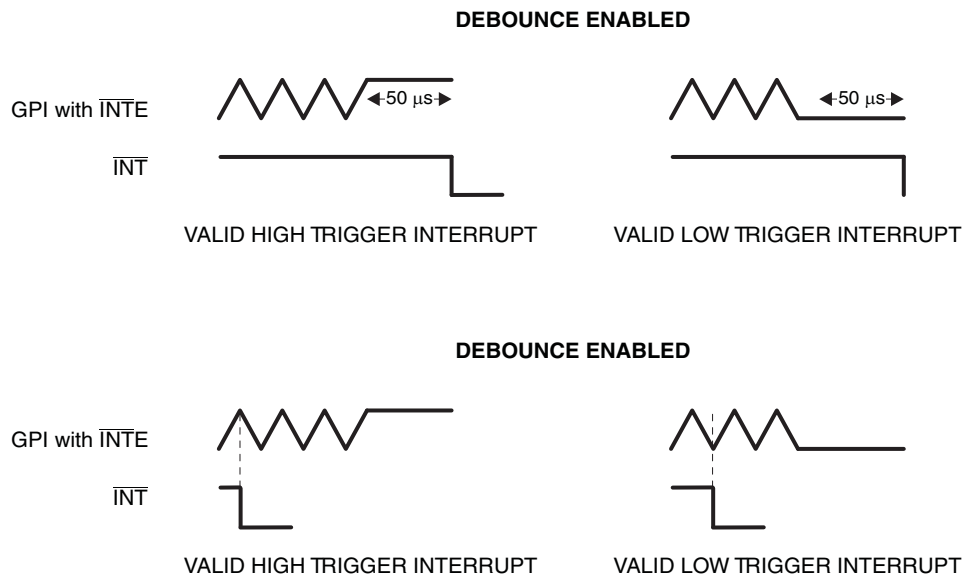 DEBOUNCE ENABLED
GPI with INTE
50 µs
50 µs
INT
VALID HIGH TRIGGER INTERRUPT
VALID LOW TRIGGER INTERRUPT
DEBOUNCE ENABLED
GPI with INTE
INT
VALID HIGH TRIGGER INTERRUPT
VALID LOW TRIGGER INTERRUPT